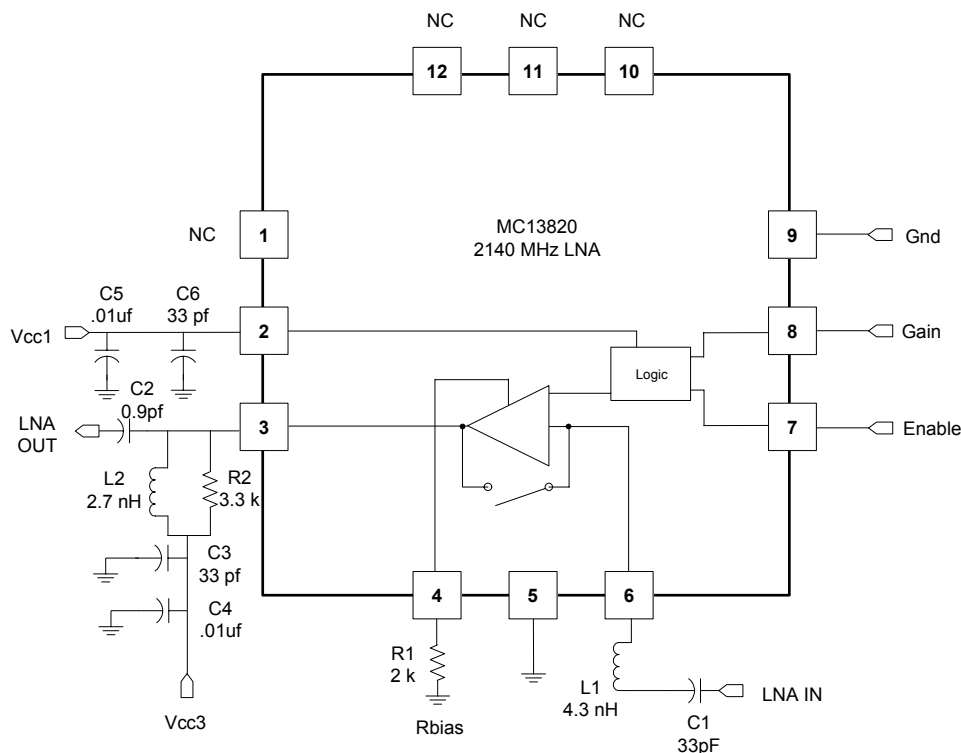 NC
NC
NC
12
11
10
MC13820
2140 MHz LNA
NC
1
9
Gnd
C5
.01uf
C6
33 pf
Vcc1
2
8
Gain
Logic
C2
0.9pf
LNA
OUT
3
7
Enable
L2
2.7 nH
R2
3.3 k
C3
33 pf
C4
.01uf
4
5
6
R1
2 k
Rbias
L1
4.3 nH
LNA IN
C1
33pF
Vcc3